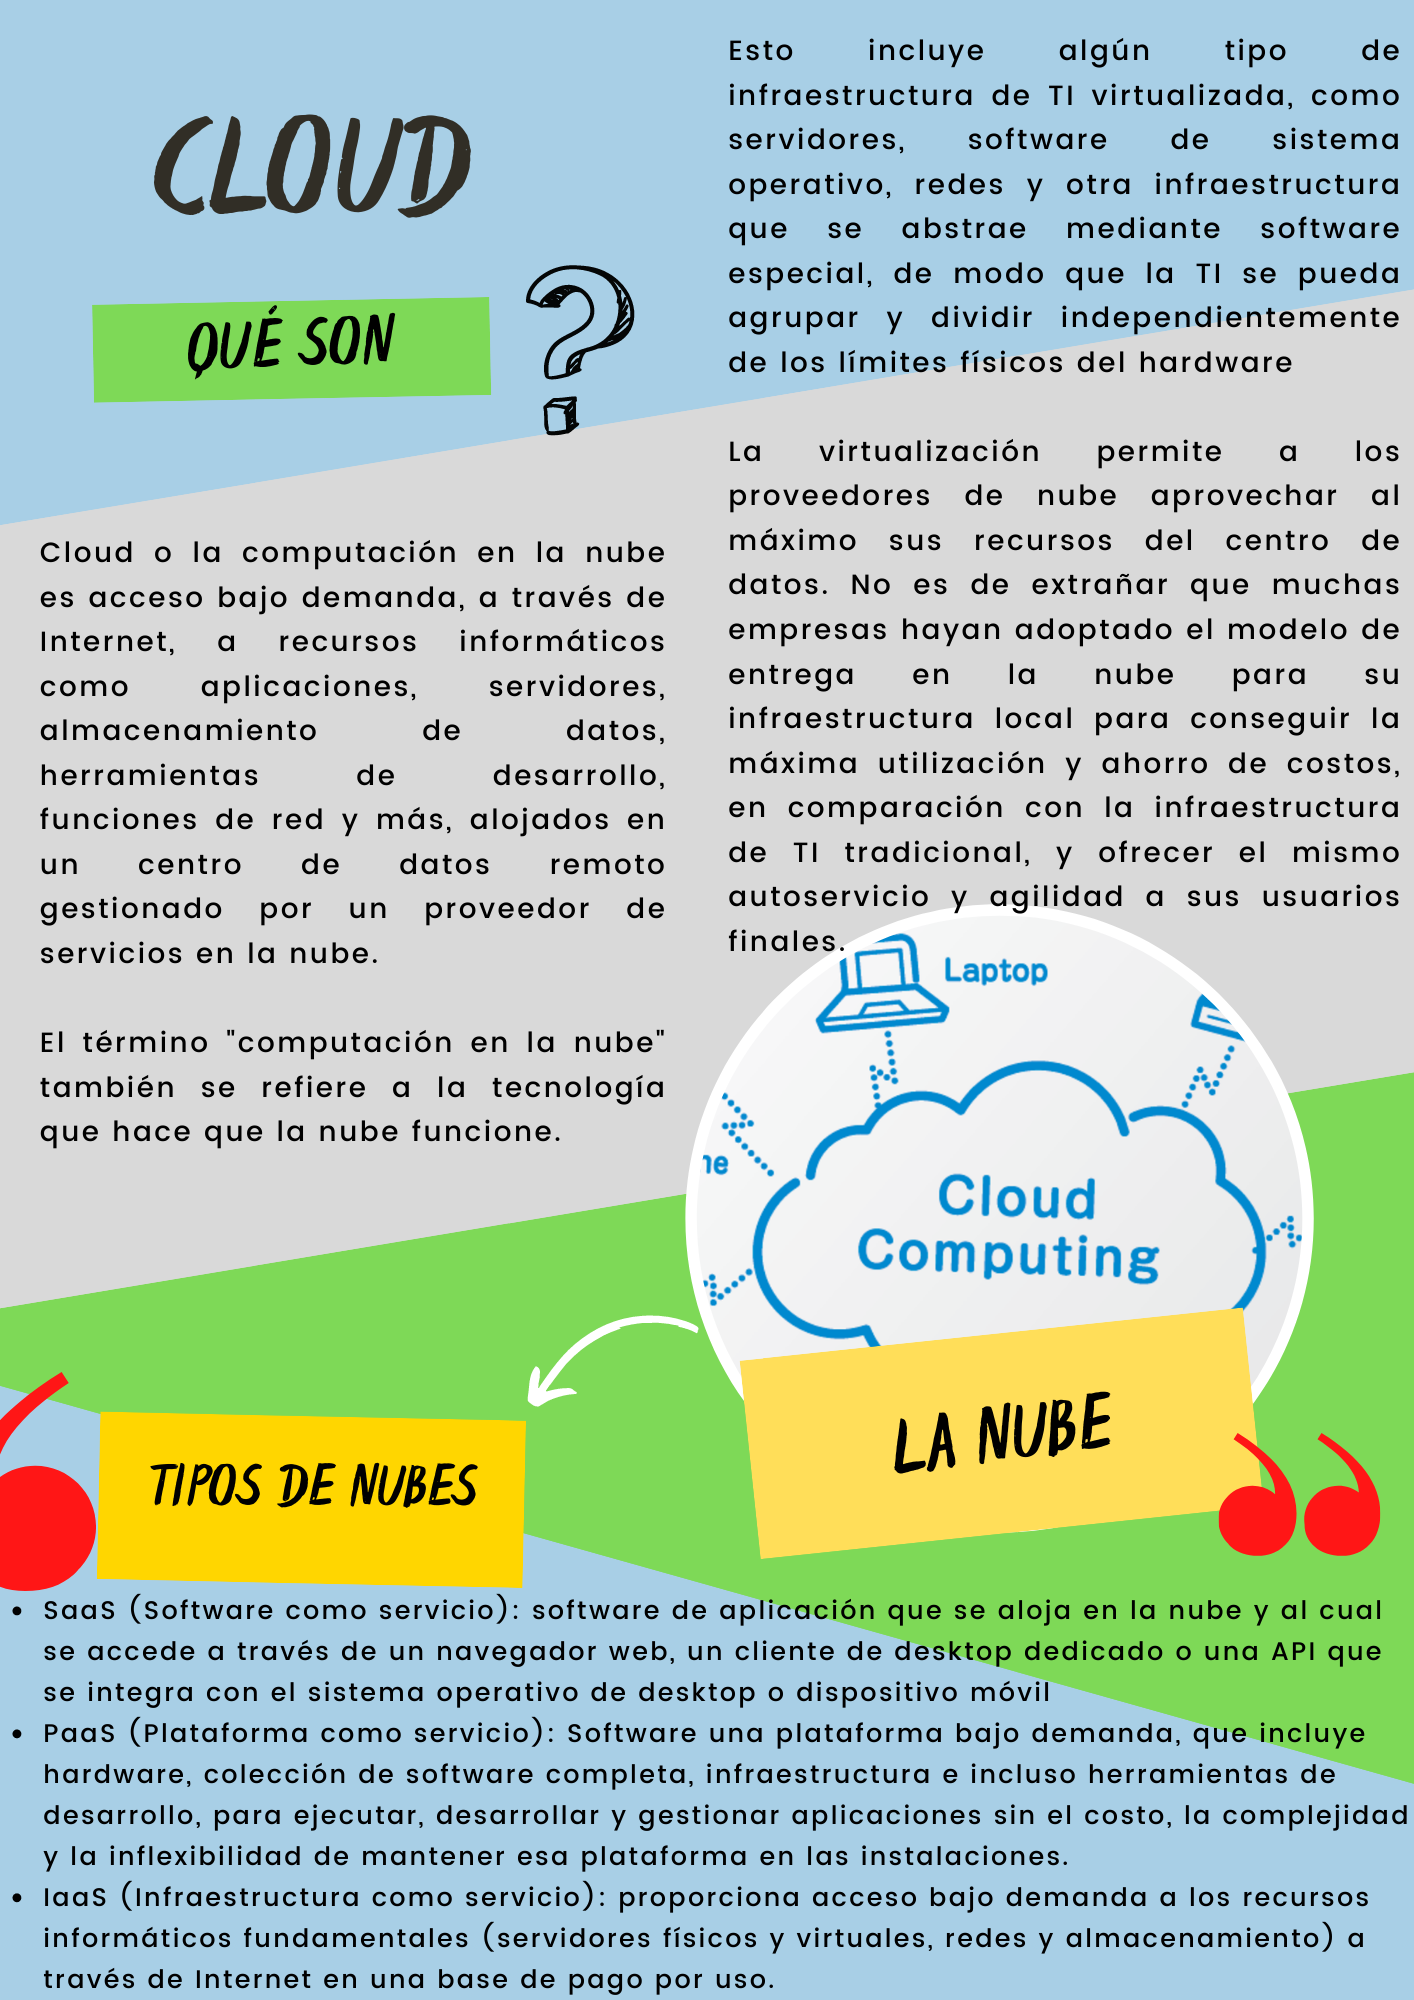 CLOUD
QUÉ SON
?
Cloud o la computación en la nube
es acceso bajo demanda, a través de
Internet, a recursos informáticos
como aplicaciones, servidores,
almacenamiento de datos,
herramientas de desarrollo,
funciones de red y más, alojados en
un centro de datos remoto
gestionado por un proveedor de
servicios en la nube.
El término "computación en la nube"
también se refiere a la tecnología
que hace que la nube funcione.
Esto incluye algún tipo de
infraestructura de TI virtualizada, como
servidores, software de sistema
operativo, redes y otra infraestructura
que se abstrae mediante software
especial, de modo que la TI se pueda
agrupar y dividir independientemente
de los límites físicos del hardware
La virtualización permite a los
proveedores de nube aprovechar al
máximo sus recursos del centro de
datos. No es de extrañar que muchas
empresas hayan adoptado el modelo de
entrega en la nube para su
infraestructura local para conseguir la
máxima utilización y ahorro de costos,
en comparación con la infraestructura
de TI tradicional, y ofrecer el mismo
autoservicio y agilidad a sus usuarios
finales.
Laptop
Cloud
Computing
LA NUBE
TIPOS DE NUBES
• SaaS (Software como servicio): software de aplicación que se aloja en la nube y al cual
se accede a través de un navegador web, un cliente de desktop dedicado o una API que
se integra con el sistema operativo de desktop o dispositivo móvil
• PaaS (Plataforma como servicio): Software una plataforma bajo demanda, que incluye
hardware, colección de software completa, infraestructura e incluso herramientas de
desarrollo, para ejecutar, desarrollar y gestionar aplicaciones sin el costo, la complejidad
y la inflexibilidad de mantener esa plataforma en las instalaciones.
• IaaS (Infraestructura como servicio): proporciona acceso bajo demanda a los recursos
informáticos fundamentales (servidores físicos y virtuales, redes y almacenamiento) a
través de Internet en una base de pago por uso.